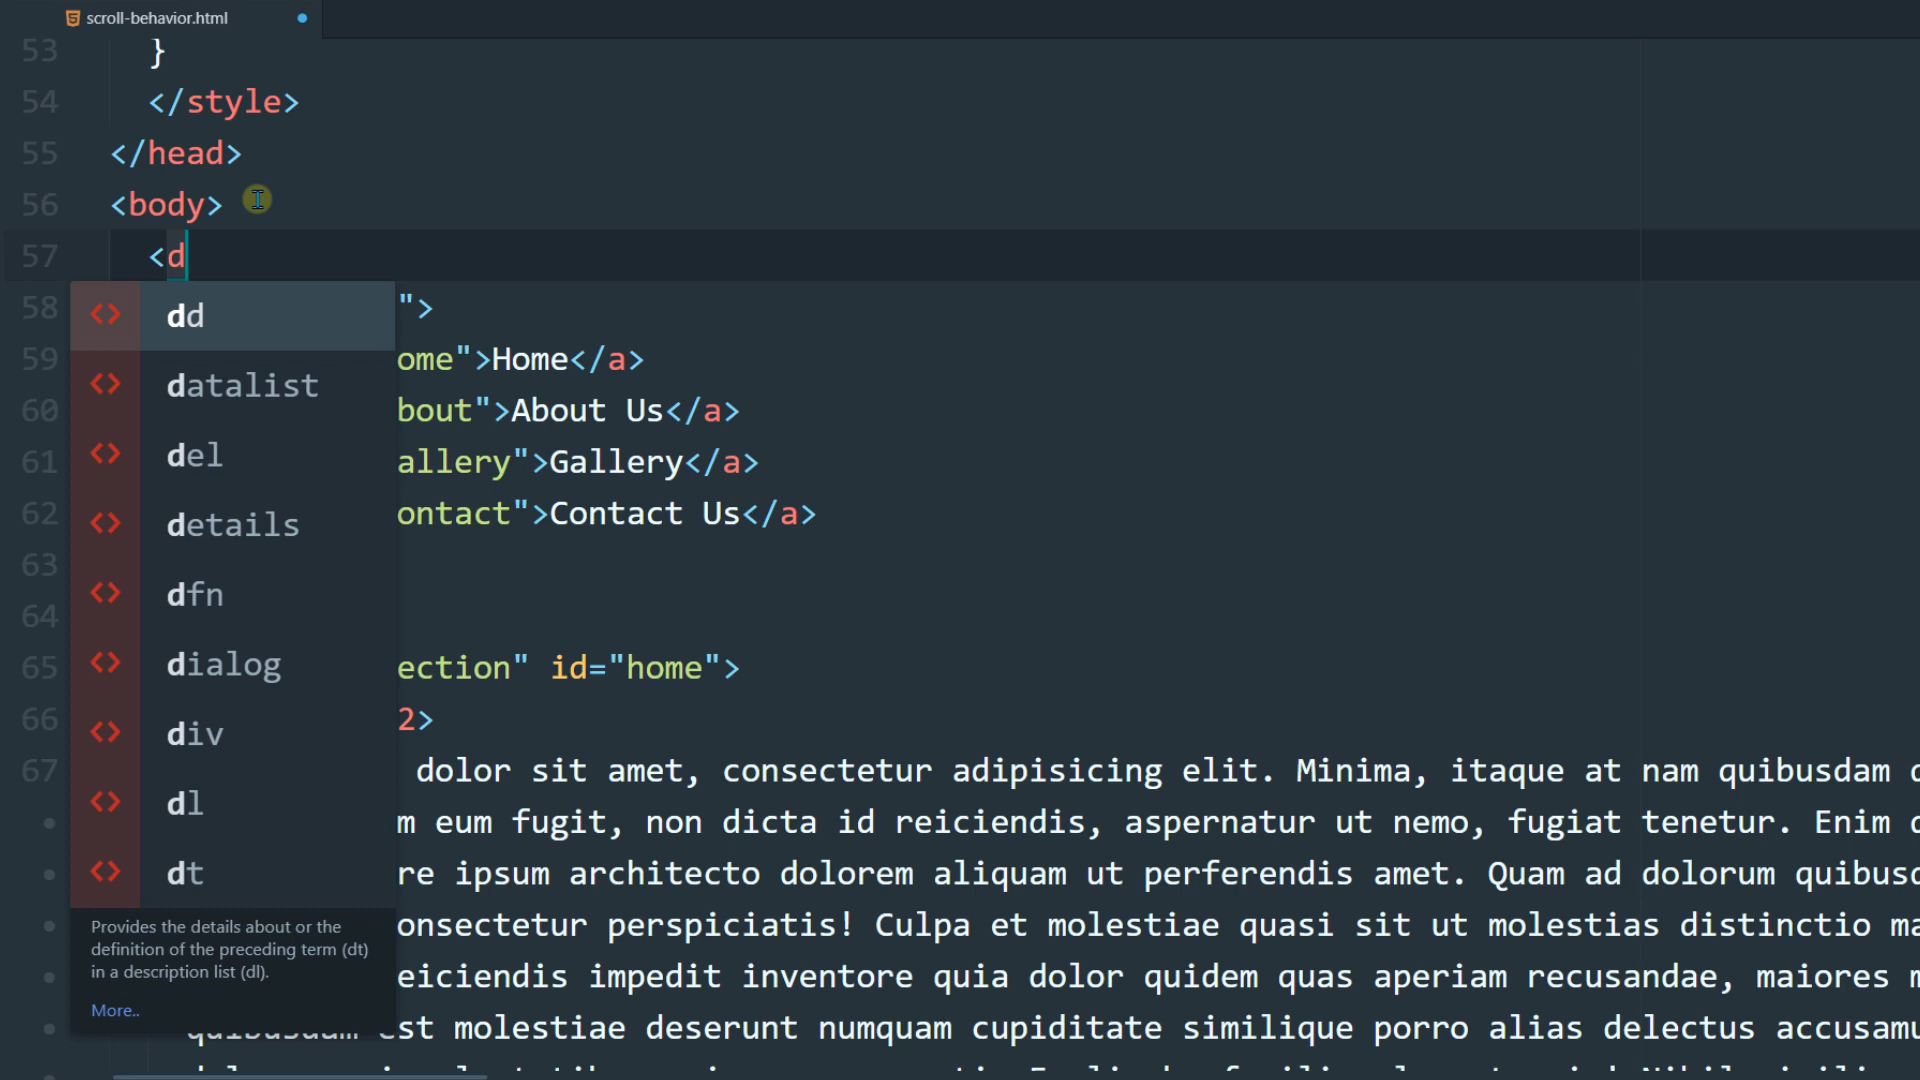 scroll-behavior.html
53 }
54 </style>
55 </head>
56 <body>
57 <d
58 ">
59 ome">Home</a>
60 bout">About Us</a>
61 allery">Gallery</a>
62 ontact">Contact Us</a>
63
64
65 ection" id="home">
66 2>
67 dolor sit amet, consectetur adipisicing elit. Minima, itaque at nam quibusdam
m eum fugit, non dicta id reiciendis, aspernatur ut nemo, fugiat tenetur. Enim
re ipsum architecto dolorem aliquam ut perferendis amet. Quam ad dolorum quibusd
onsectetur perspiciatis! Culpa et molestiae quasi sit ut molestias distinctio ma
eiciendis impedit inventore quia dolor quidem quas aperiam recusandae, maiores m
quibusdam est molestiae deserunt numquam cupiditate similique porro alias delectus accusamu
dd
datalist
del
details
dfn
dialog
div
dl
dt
Provides the details about or the
definition of the preceding term (dt)
in a description list (dl).
More..